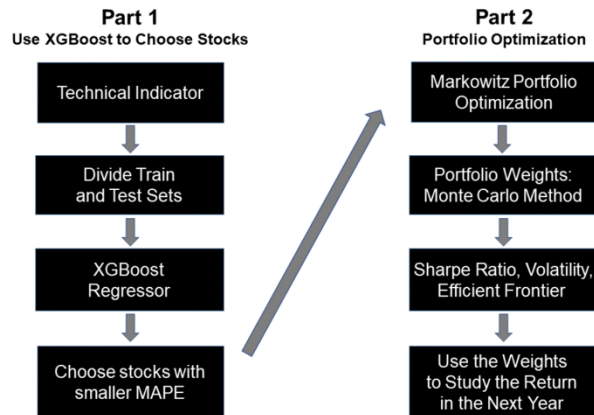 Part 1
Use XGBoost to Choose Stocks
Technical Indicator
Divide Train
and Test Sets
XGBoost
Regressor
Choose stocks with
smaller MAPE
Part 2
Portfolio Optimization
Markowitz Portfolio
Optimization
Portfolio Weights:
Monte Carlo Method
Sharpe Ratio, Volatility,
Efficient Frontier
Use the Weights
to Study the Return
in the Next Year